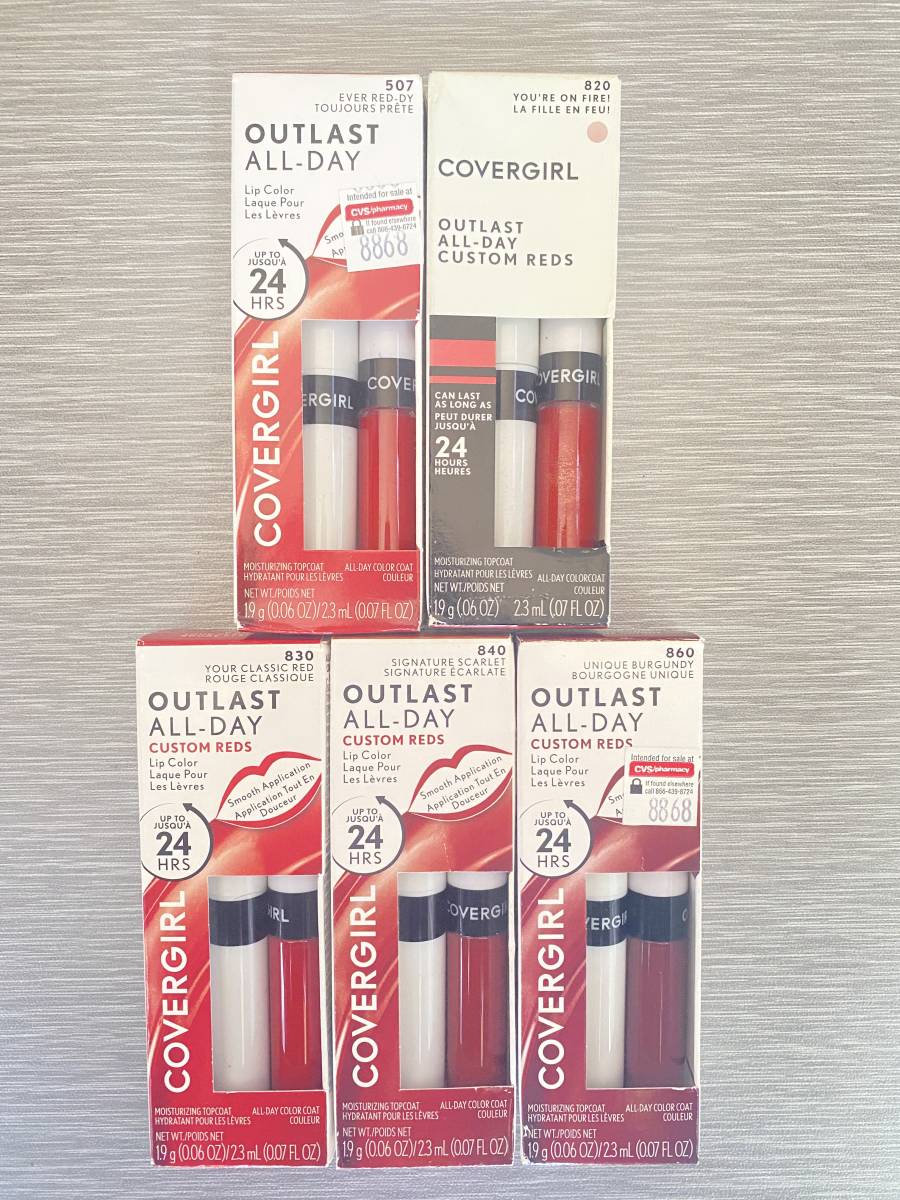 507
EVER RED-DY
TOUJOURS PRÊTE
OUTLAST
ALL-DAY
Lip Color
Laque Pour
Les Lèvres
Intended for sale at
CVS/pharmacy
If found elsewhere
call 866-439-6724
8868
Smo
Ap
UP TO
JUSQU'À
24
HRS
COVERGIRL
ERGIRL
COVER
MOISTURIZING TOPCOAT
HYDRATANT POUR LES LÈVRES
ALL-DAY COLOR COAT
COULEUR
NET WT./POIDS NET
1.9 g (0.06 OZ)/2.3 mL (0.07 FL OZ)
820
YOU'RE ON FIRE!
LA FILLE EN FEU!
COVERGIRL
OUTLAST
ALL-DAY
CUSTOM REDS
CAN LAST
AS LONG AS
PEUT DURER
JUSQU'À
24
HOURS
HEURES
CO
OVERGIRL
MOISTURIZING TOPCOAT
HYDRATANT POUR LES LÈVRES
ALL-DAY COLORCOAT
COULEUR
NET WT./POIDS NET
1.9 g (.06 OZ) 2.3 mL (.07 FL OZ)
830
YOUR CLASSIC RED
ROUGE CLASSIQUE
OUTLAST
ALL-DAY
CUSTOM REDS
Lip Color
Laque Pour
Les Lèvres
Smooth Application
Application Tout En
Douceur
UP TO
JUSQU'À
24
HRS
COVERGIRL
IRL
MOISTURIZING TOPCOAT
HYDRATANT POUR LES LÈVRES
ALL-DAY COLOR COAT
COULEUR
NET WT./POIDS NET
1.9 g (0.06 OZ)/2.3 mL (0.07 FL OZ)
840
SIGNATURE SCARLET
SIGNATURE ÉCARLATE
OUTLAST
ALL-DAY
CUSTOM REDS
Lip Color
Laque Pour
Les Lèvres
Smooth Application
Application Tout En
Douceur
UP TO
JUSQU'À
24
HRS
COVERGIRL
COVERGI
MOISTURIZING TOPCOAT
HYDRATANT POUR LES LÈVRES
ALL-DAY COLOR COAT
COULEUR
NET WT./POIDS NET
1.9 g (0.06 OZ)/2.3 mL (0.07 FL OZ)
860
UNIQUE BURGUNDY
BOURGOGNE UNIQUE
OUTLAST
ALL-DAY
CUSTOM REDS
Lip Color
Laque Pour
Les Lèvres
Intended for sale at
CVS/pharmacy
If found elsewhere
call 866-439-6724
8868
UP TO
JUSQU'À
24
HRS
COVERGIRL
VERGI
MOISTURIZING TOPCOAT
HYDRATANT POUR LES LÈVRES
ALL-DAY COLOR COAT
COULEUR
NET WT./POIDS NET
1.9 g (0.06 OZ)/2.3 mL (0.07 FL OZ)